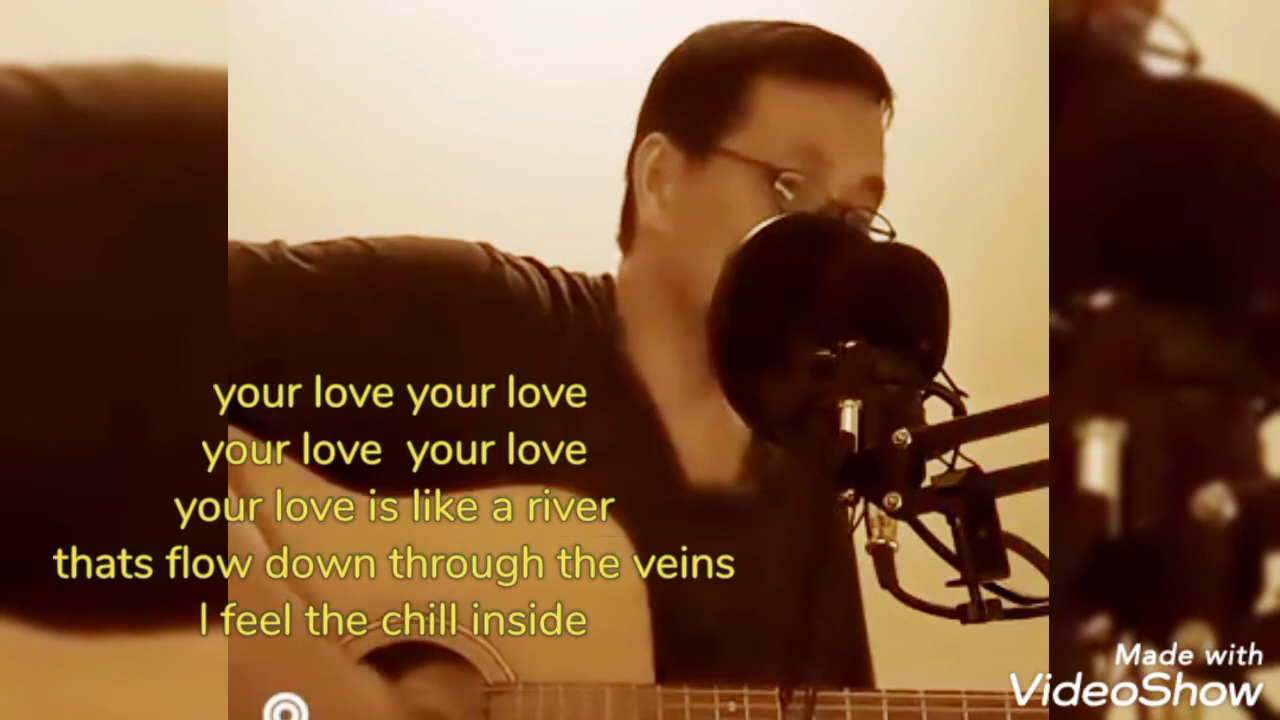 your love your love
your love  your love
your love is like a river
thats flow down through the veins
I feel the chill inside
Made with
VideoShow